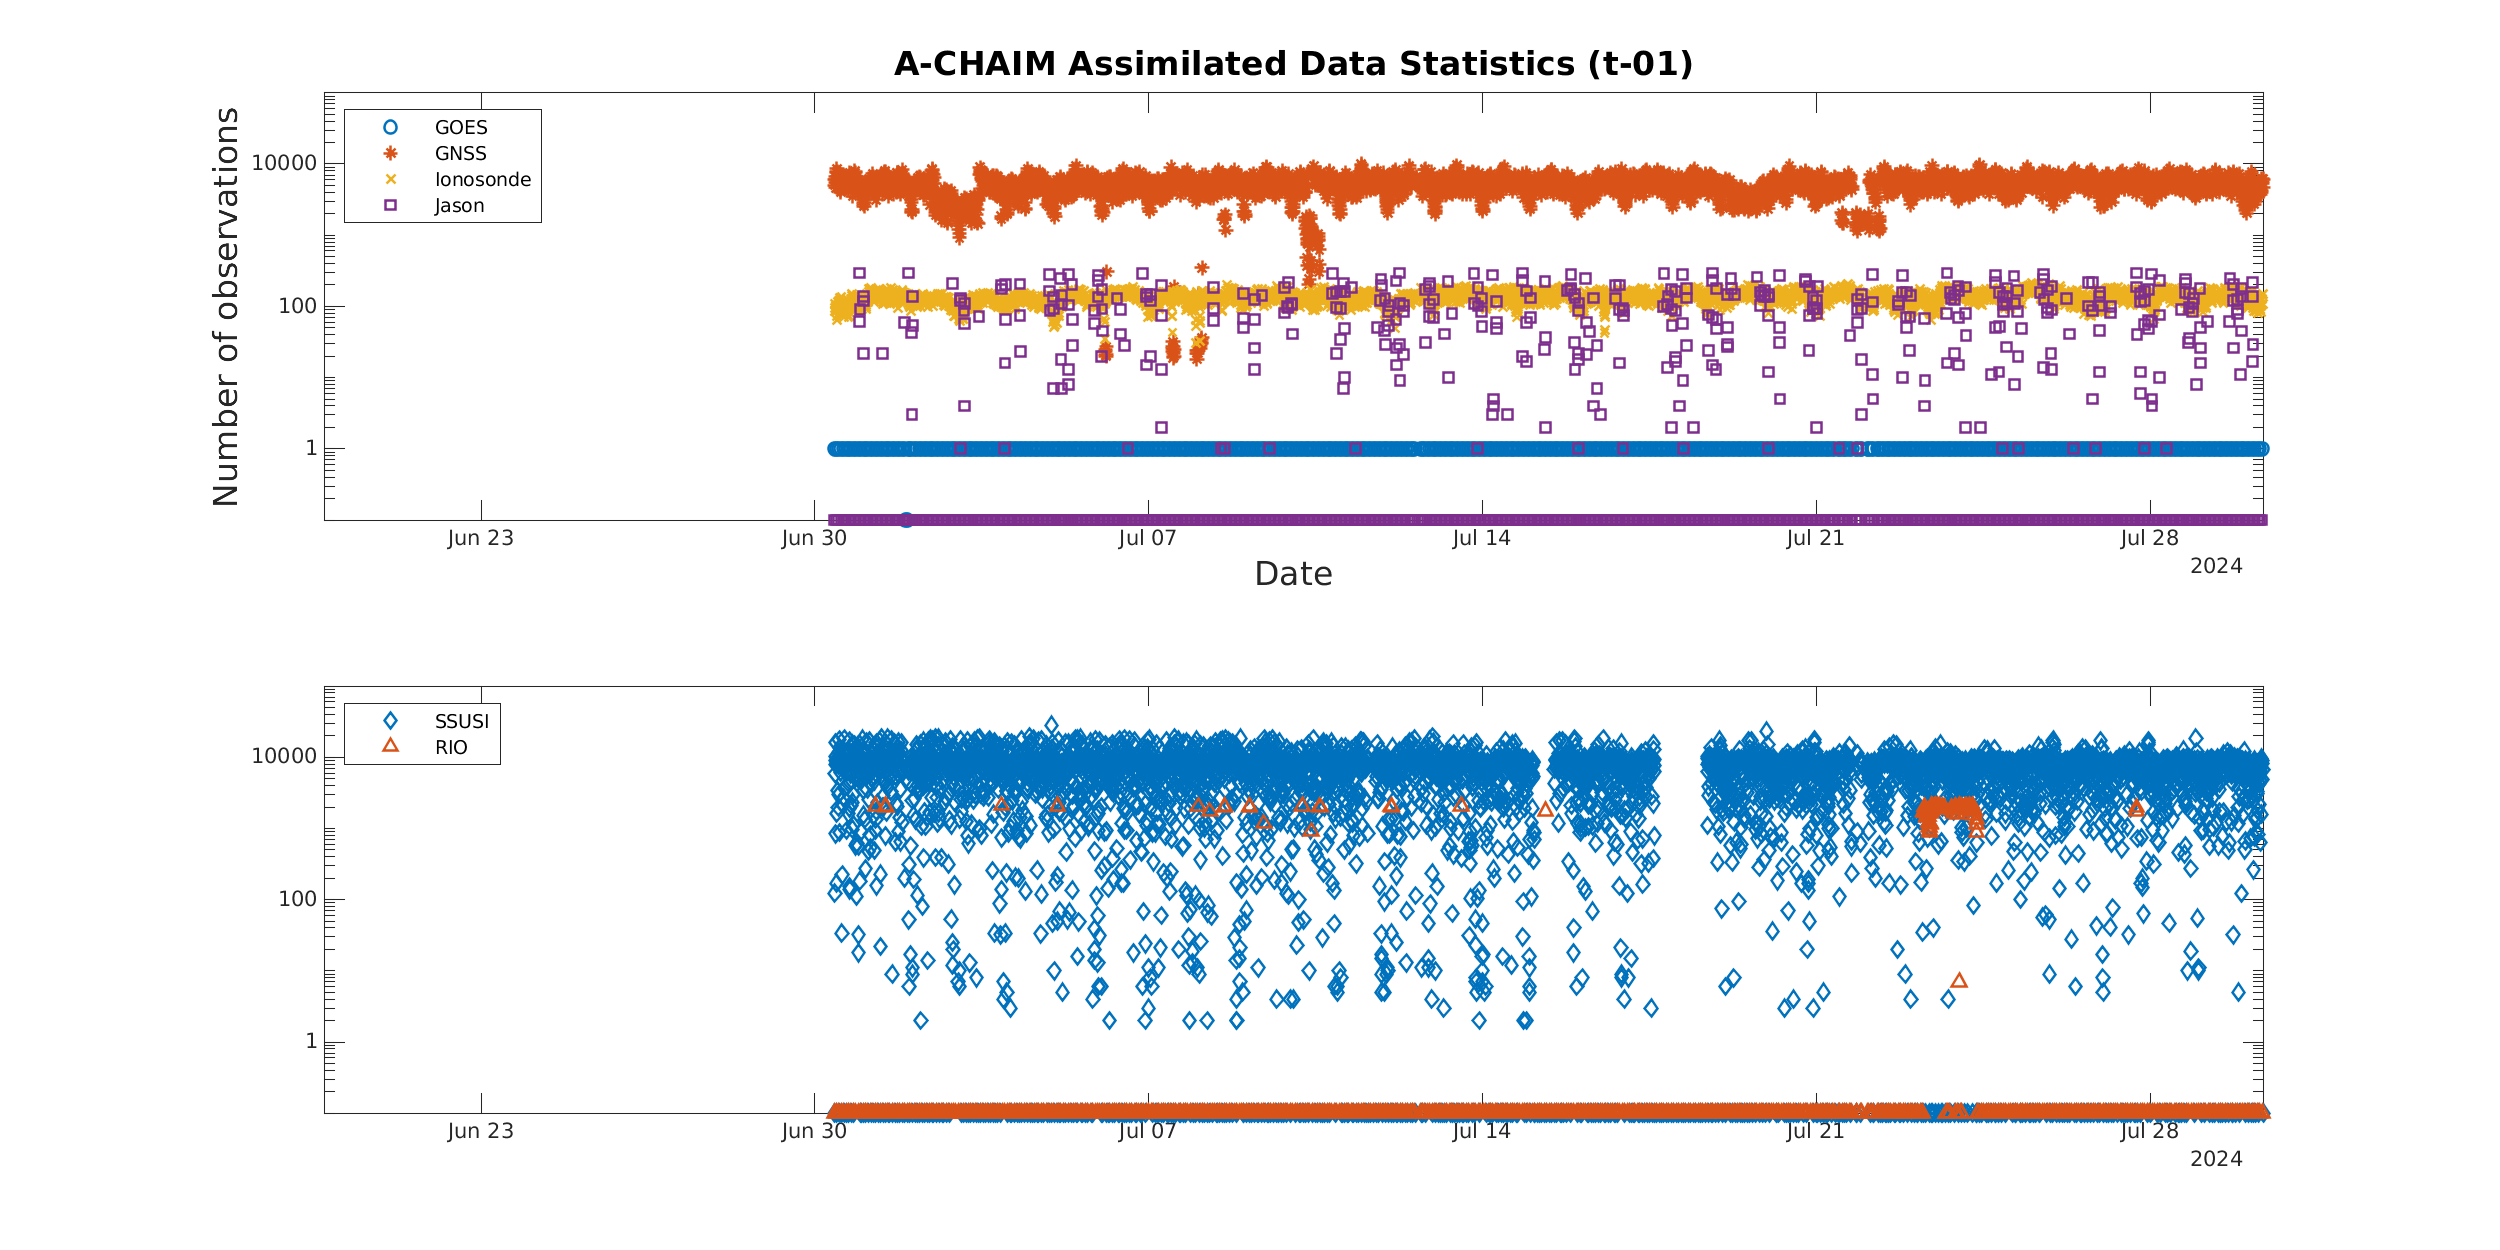 A-CHAIM Assimilated Data Statistics (t-01)
Number of observations
10000
100
1
GOES
GNSS
Ionosonde
Jason
Jun 23
Jun 30
Jul 07
Jul 14
Jul 21
Jul 28
2024
Date
10000
100
1
SSUSI
RIO
Jun 23
Jun 30
Jul 07
Jul 14
Jul 21
Jul 28
2024